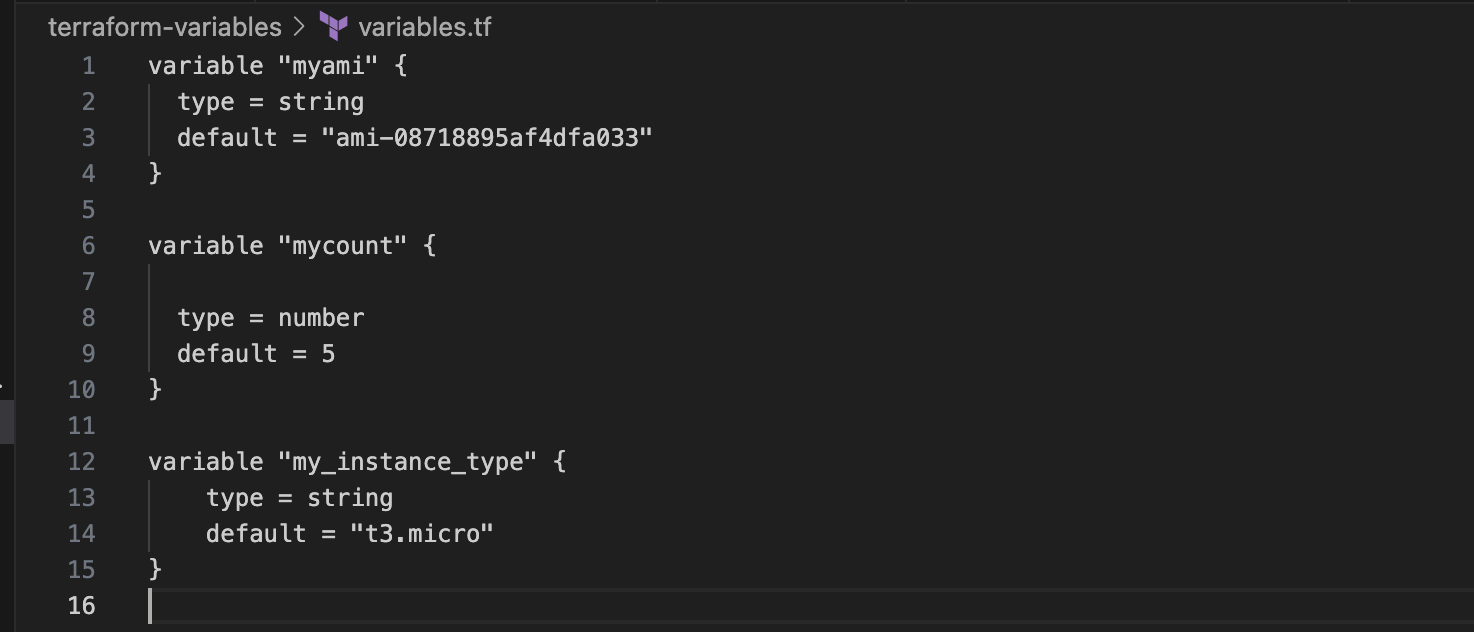 terraform-variables > variables.tf
1 variable "myami" {
2   type = string
3   default = "ami-08718895af4dfa033"
4 }
5
6 variable "mycount" {
7
8   type = number
9   default = 5
10 }
11
12 variable "my_instance_type" {
13     type = string
14     default = "t3.micro"
15 }
16